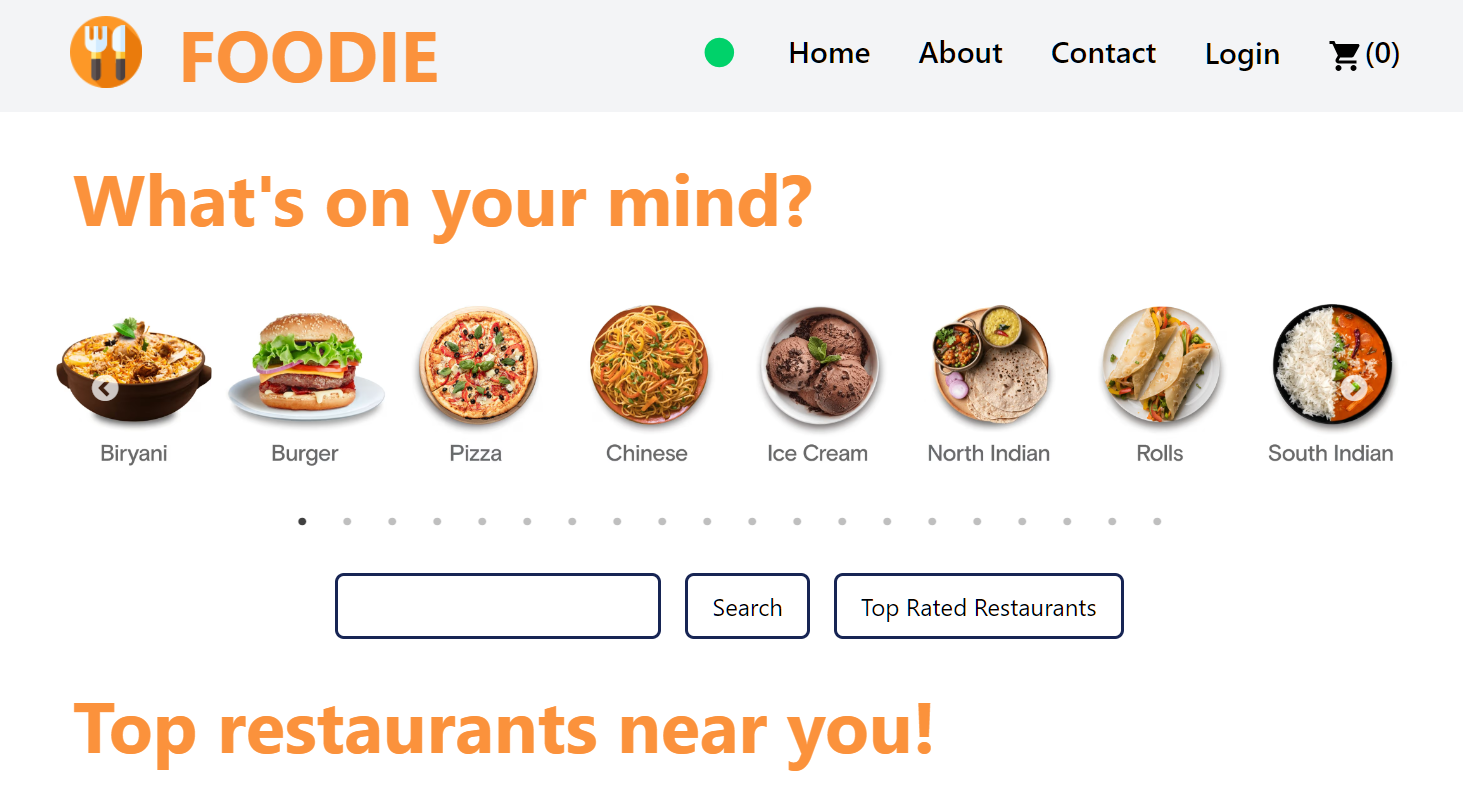 FOODIE
Home About Contact Login (0)
What's on your mind?
Biryani Burger Pizza Chinese Ice Cream North Indian Rolls South Indian
Search Top Rated Restaurants
Top restaurants near you!